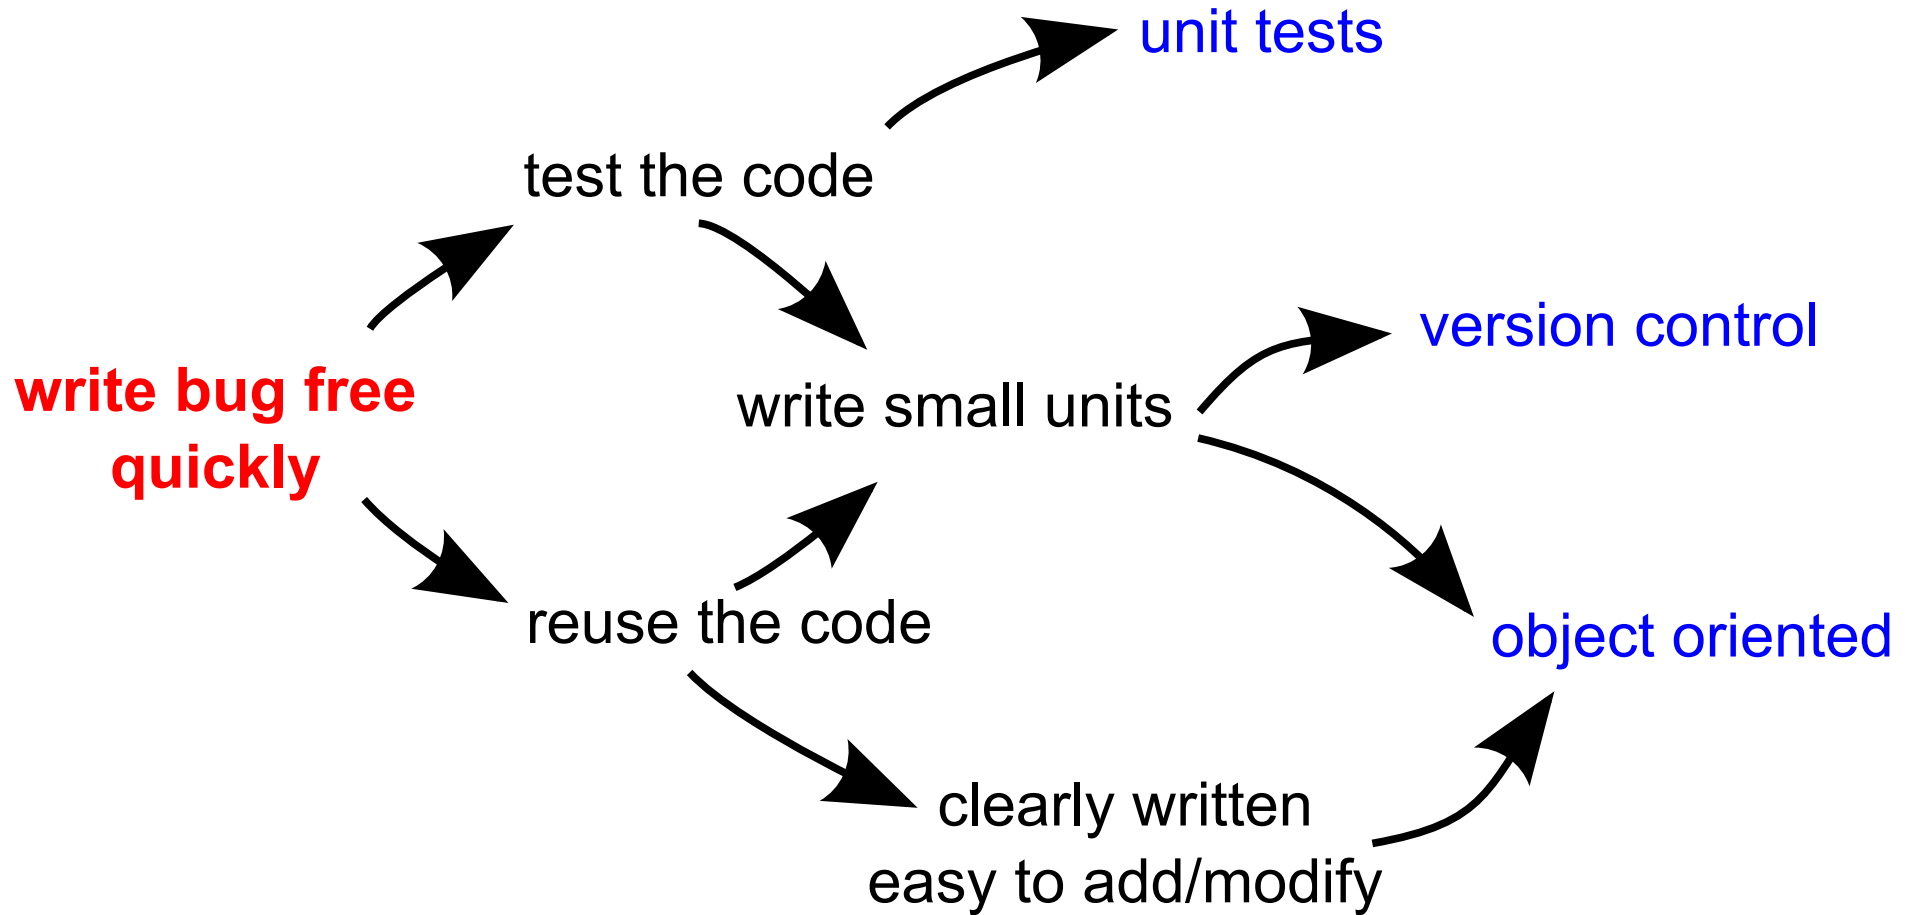 unit tests
test the code
version control
write bug free
quickly
write small units
reuse the code
object oriented
clearly written
easy to add/modify